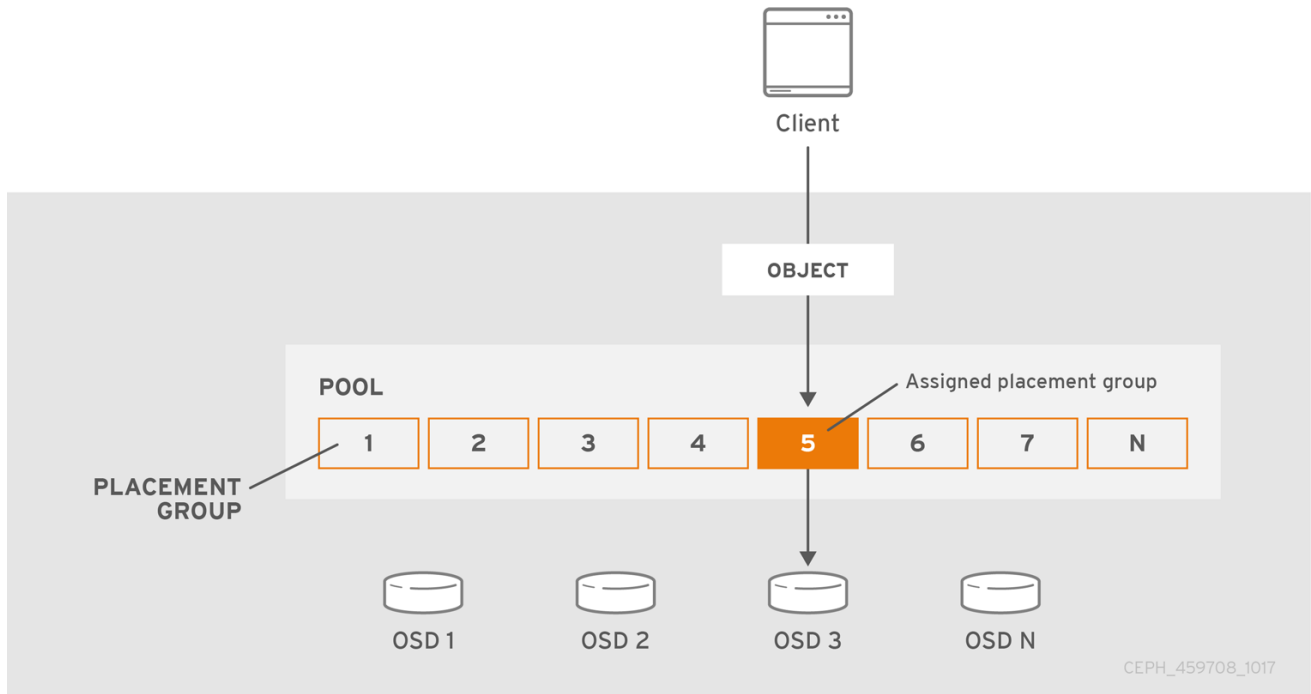 Client
OBJECT
POOL
Assigned placement group
1 2 3 4 5 6 7 N
PLACEMENT
GROUP
OSD 1 OSD 2 OSD 3 OSD N
CEPH_459708_1017